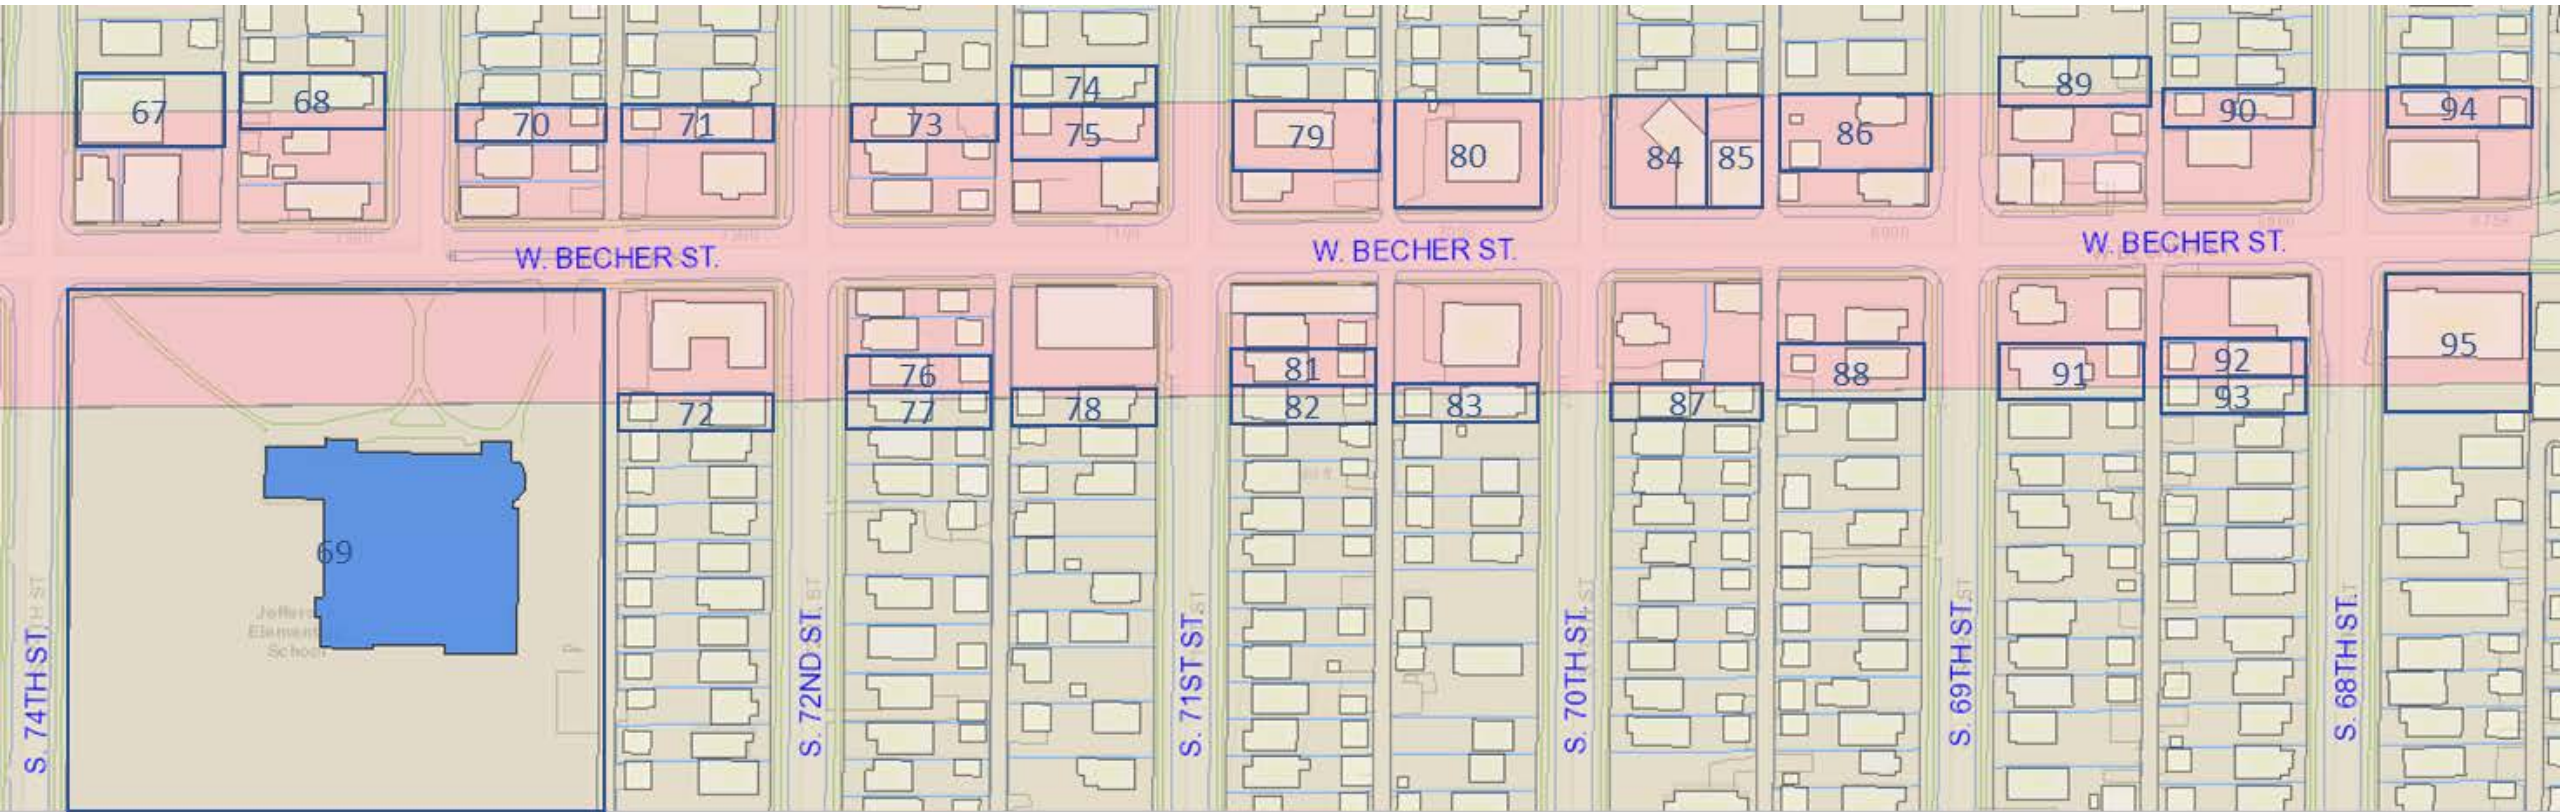 67
68
70
71
73
74
75
79
80
84
85
86
89
90
94
W. BECHER ST.
W. BECHER ST.
W. BECHER ST.
69
72
76
77
78
81
82
83
87
88
91
92
93
95
S. 74TH ST.
S. 72ND ST.
S. 71ST ST.
S. 70TH ST.
S. 69TH ST.
S. 68TH ST.
School